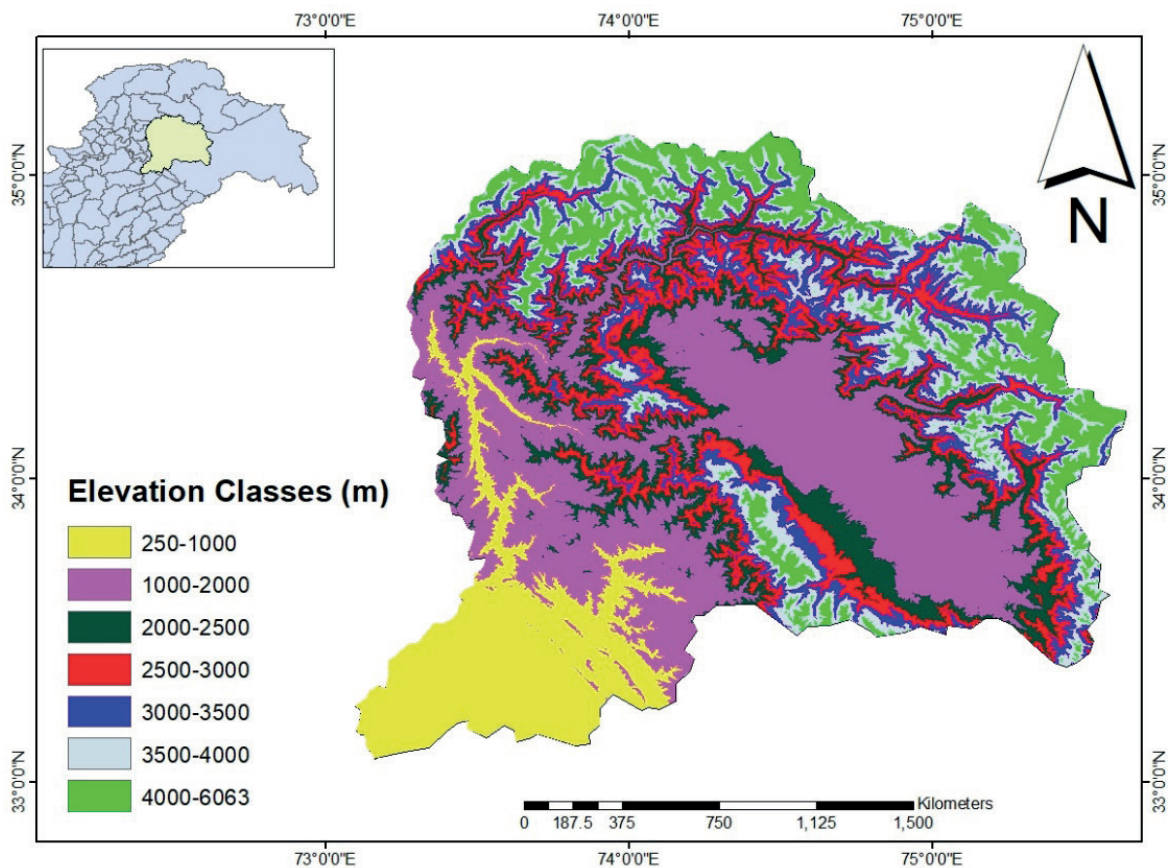 73°0'0"E
74°0'0"E
75°0'0"E
35°0'0"N
35°0'0"N
N
34°0'0"N
34°0'0"N
Elevation Classes (m)
250-1000
1000-2000
2000-2500
2500-3000
3000-3500
3500-4000
4000-6063
33°0'0"N
33°0'0"N
Kilometers
0 187.5 375 750 1,125 1,500
73°0'0"E
74°0'0"E
75°0'0"E